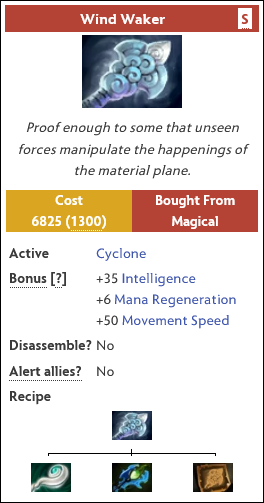 Wind Waker S
Proof enough to some that unseen
forces manipulate the happenings of
the material plane.
Cost
6825 (1300)
Bought From
Magical
Active Cyclone
Bonus [?] +35 Intelligence
+6 Mana Regeneration
+50 Movement Speed
Disassemble? No
Alert allies? No
Recipe